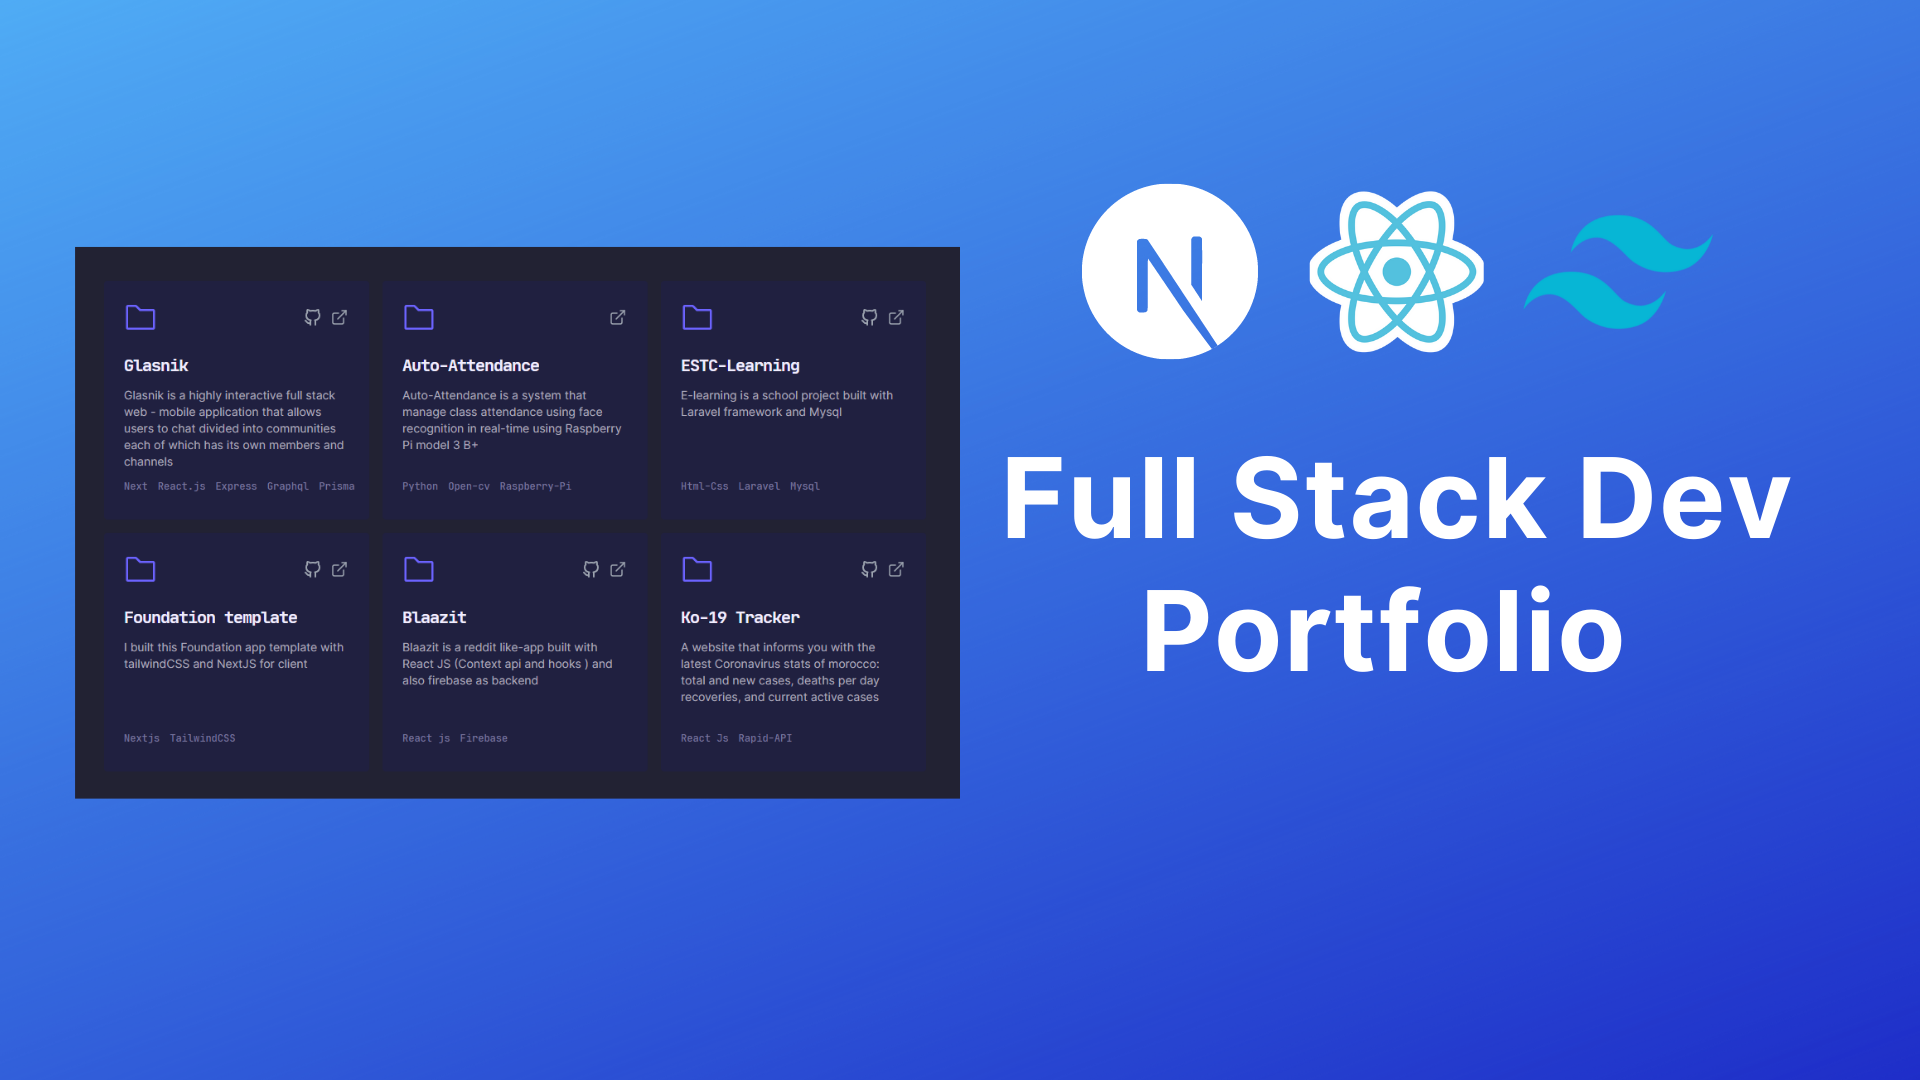 Glasnik
Glasnik is a highly interactive full stack
web - mobile application that allows
users to chat divided into communities
each of which has its own members and
channels
Next React.js Express Graphql Prisma
Auto-Attendance
Auto-Attendance is a system that
manage class attendance using face
recognition in real-time using Raspberry
Pi model 3 B+
Python Open-cv Raspberry-Pi
ESTC-Learning
E-learning is a school project built with
Laravel framework and Mysql
Html-Css Laravel Mysql
Foundation template
I built this Foundation app template with
tailwindCSS and NextJS for client
Nextjs TailwindCSS
Blaazit
Blaazit is a reddit like-app built with
React JS (Context api and hooks ) and
also firebase as backend
React js Firebase
Ko-19 Tracker
A website that informs you with the
latest Coronavirus stats of morocco:
total and new cases, deaths per day
recoveries, and current active cases
React Js Rapid-API
N
Full Stack Dev
Portfolio